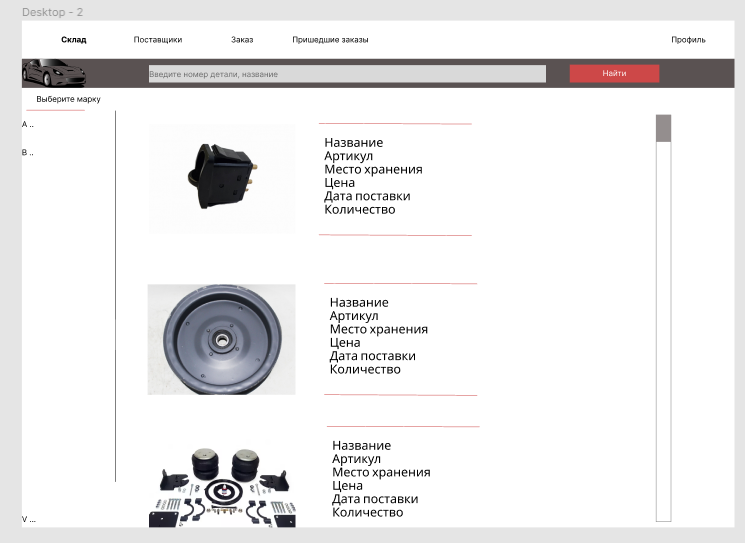 Desktop - 2
Склад
Поставщики
Заказ
Пришедшие заказы
Профиль
Введите номер детали, название
Найти
Выберите марку
А ..
В ..
V ...
Название
Артикул
Место хранения
Цена
Дата поставки
Количество
Название
Артикул
Место хранения
Цена
Дата поставки
Количество
Название
Артикул
Место хранения
Цена
Дата поставки
Количество